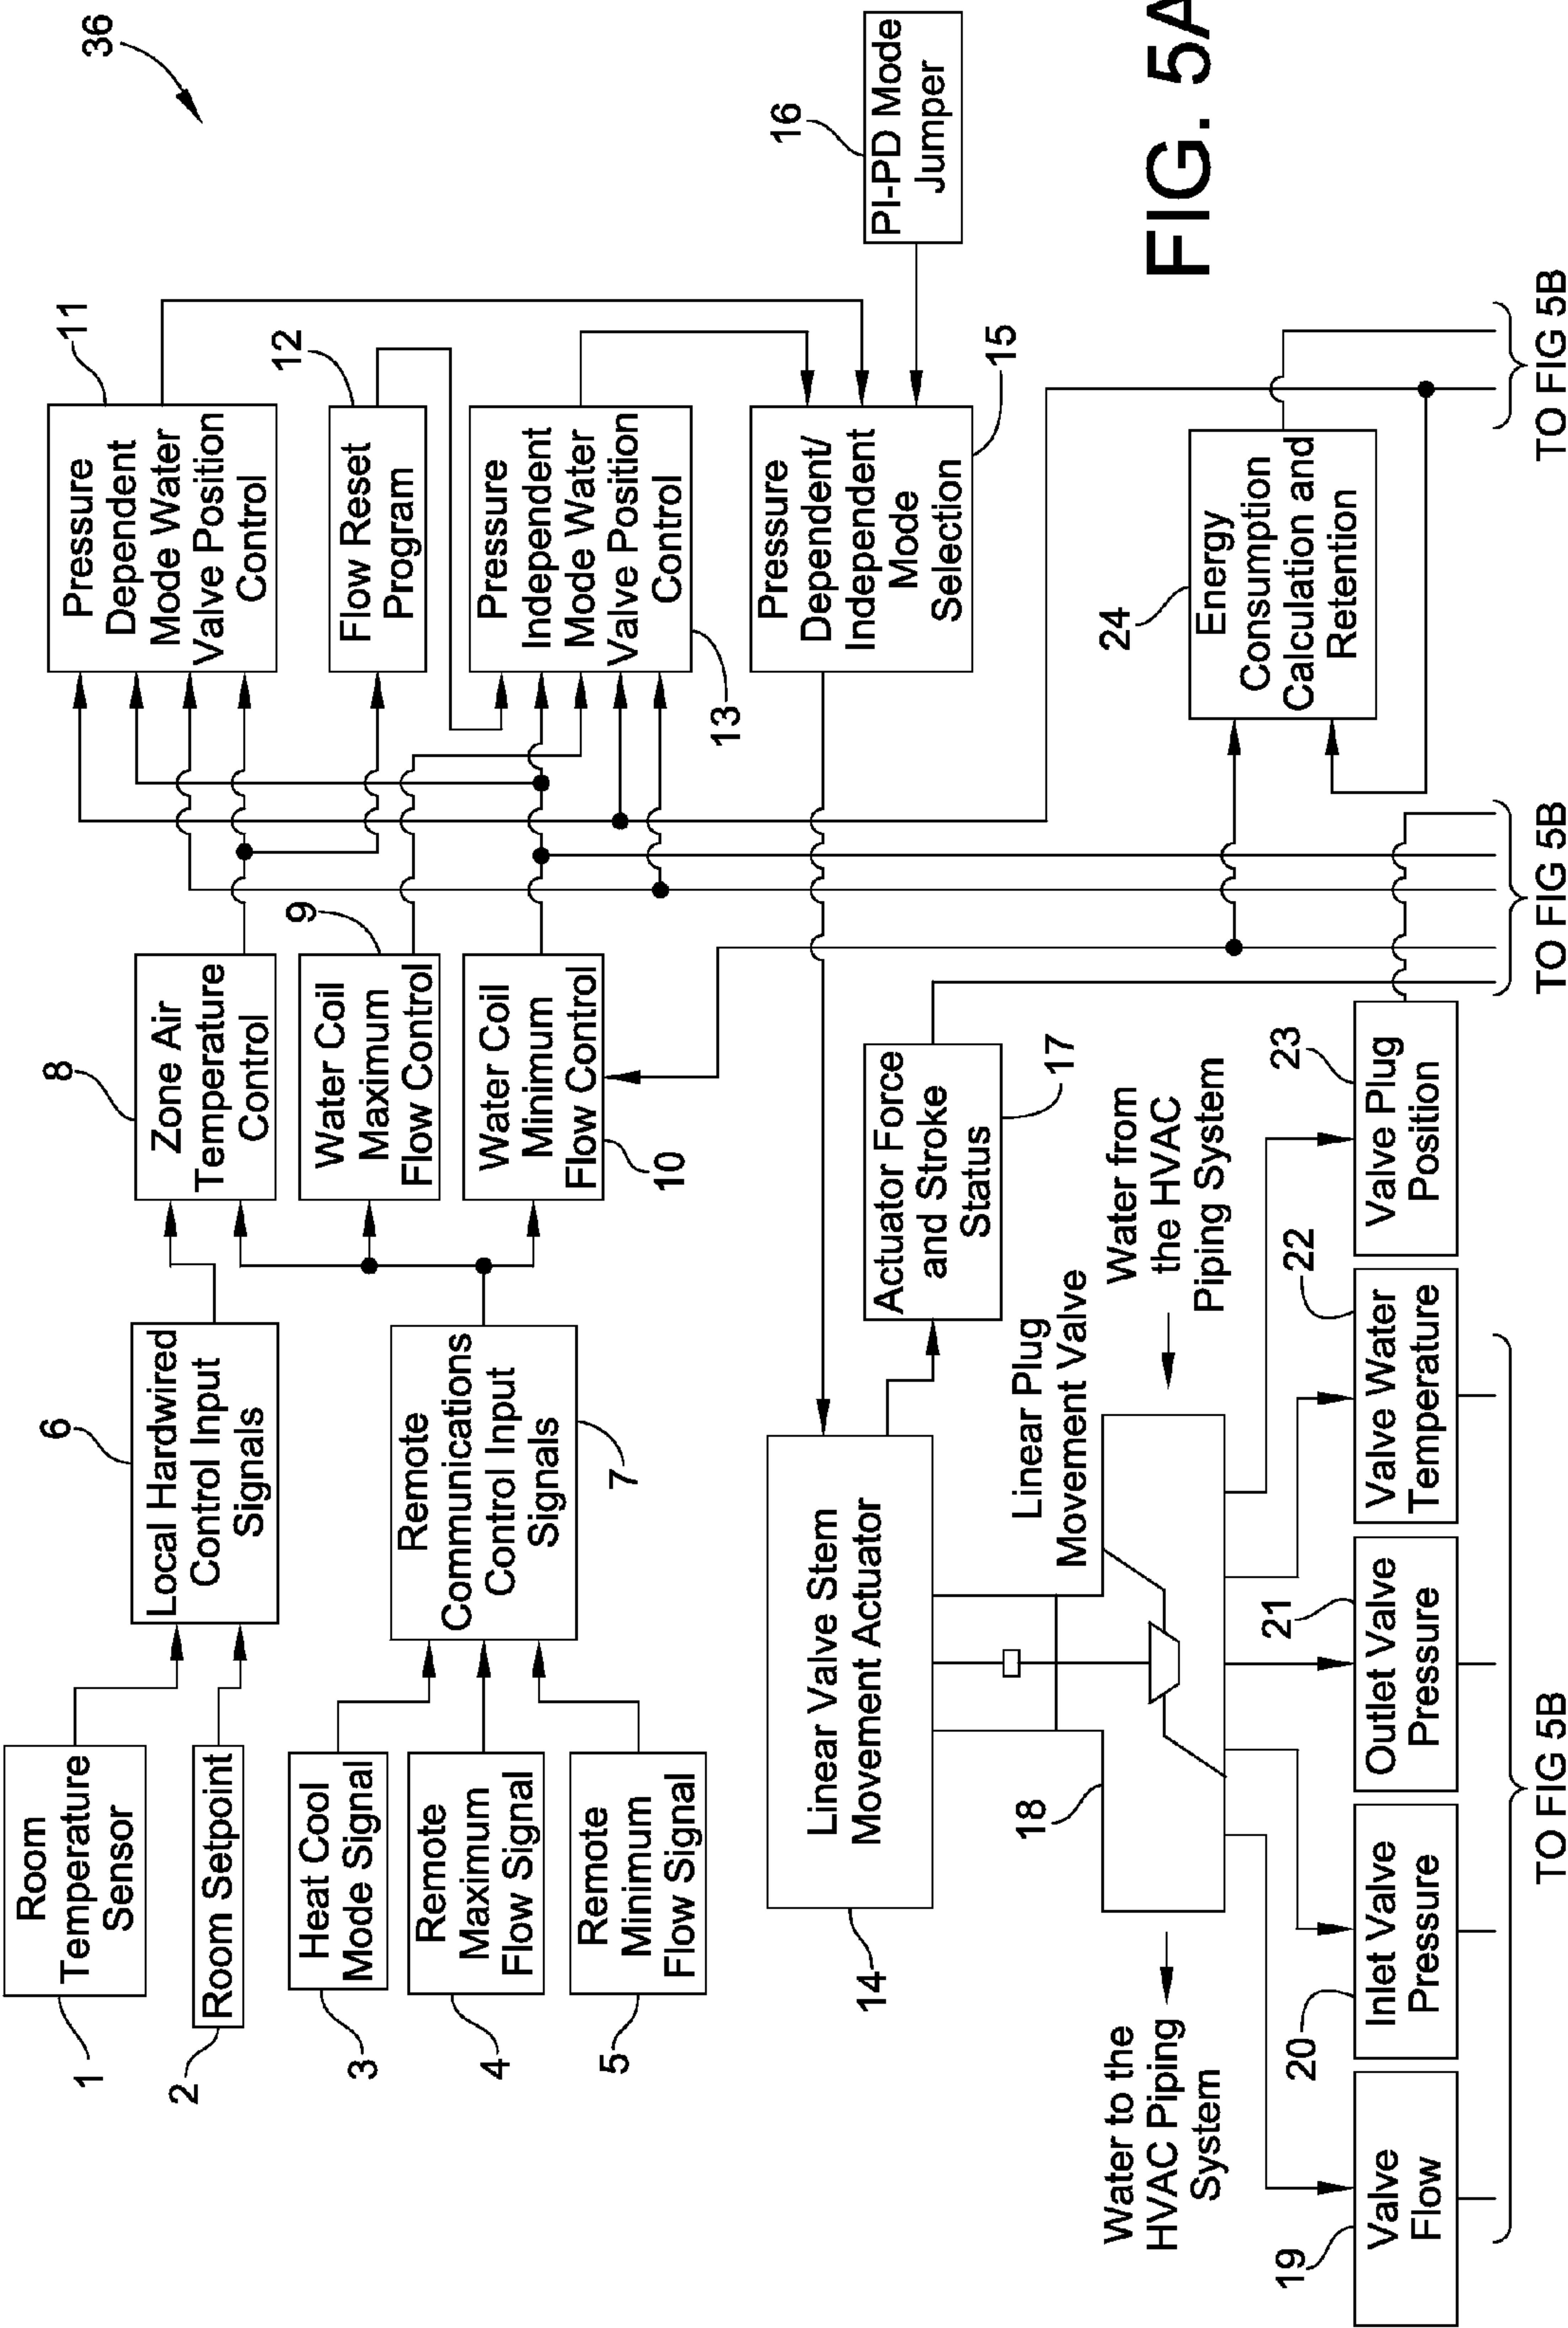 36
1
Room
Temperature
Sensor
2
Room Setpoint
3
Heat Cool
Mode Signal
4
Remote
Maximum
Flow Signal
5
Remote
Minimum
Flow Signal
6
Local Hardwired
Control Input
Signals
7
Remote
Communications
Control Input
Signals
8
Zone Air
Temperature
Control
9
Water Coil
Maximum
Flow Control
10
Water Coil
Minimum
Flow Control
11
Pressure
Dependent
Mode Water
Valve Position
Control
12
Flow Reset
Program
13
Pressure
Independent
Mode Water
Valve Position
Control
14
Linear Valve Stem
Movement Actuator
15
Pressure
Dependent/
Independent
Mode
Selection
16
PI-PD Mode
Jumper
17
Actuator Force
and Stroke
Status
18
Linear Plug
Movement Valve
Water from
the HVAC
Piping System
Water to the
HVAC Piping
System
19
Valve
Flow
20
Inlet Valve
Pressure
21
Outlet Valve
Pressure
22
Valve Water
Temperature
23
Valve Plug
Position
24
Energy
Consumption
Calculation and
Retention
TO FIG 5B
TO FIG 5B
TO FIG 5B
FIG. 5A